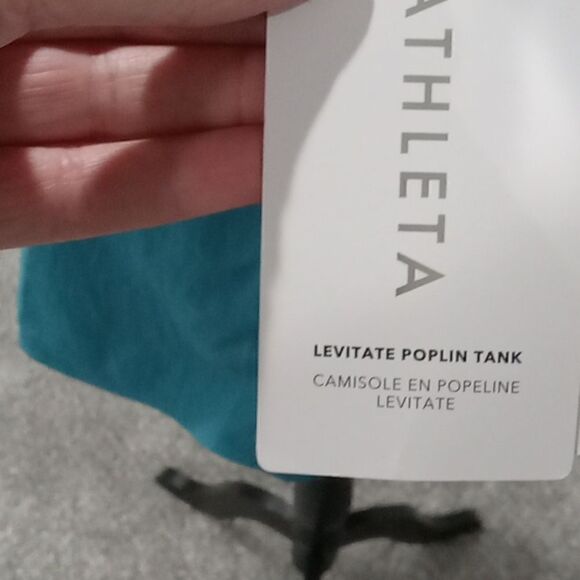 ATHLETA
LEVITATE POPLIN TANK
CAMISOLE EN POPELINE
LEVITATE